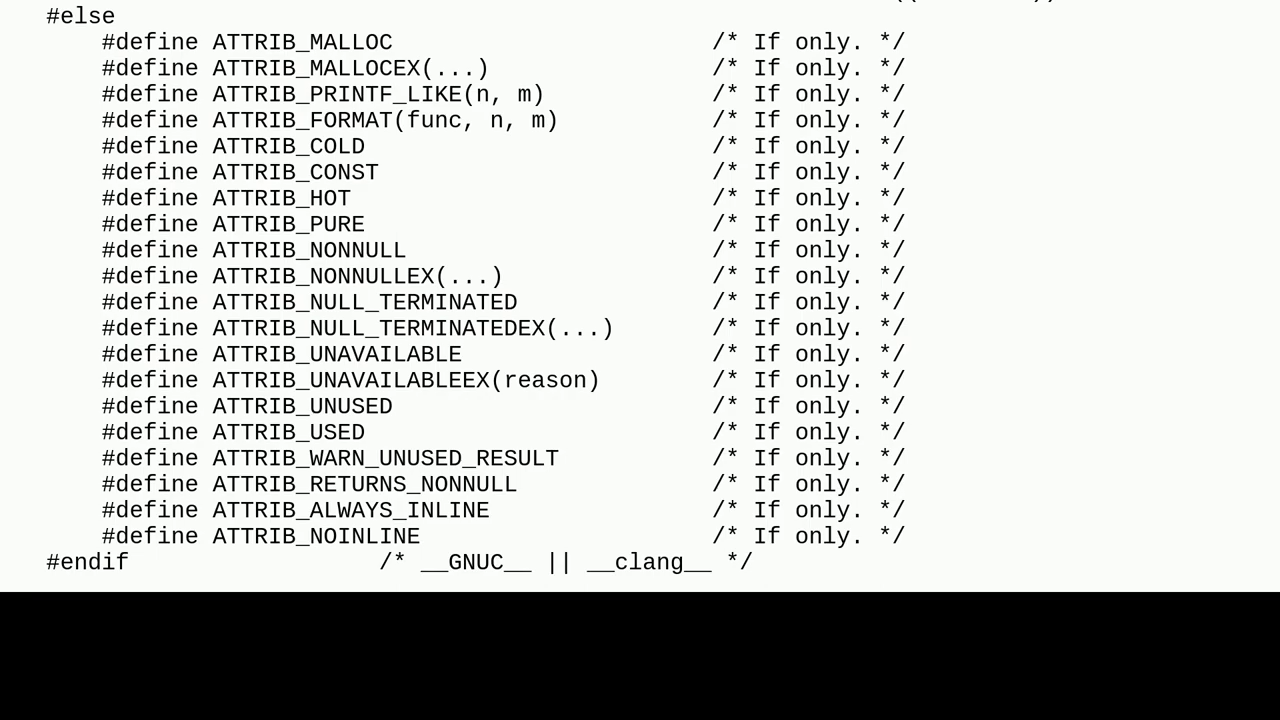 #else
#define ATTRIB_MALLOC /* If only. */
#define ATTRIB_MALLOCEX(...) /* If only. */
#define ATTRIB_PRINTF_LIKE(n, m) /* If only. */
#define ATTRIB_FORMAT(func, n, m) /* If only. */
#define ATTRIB_COLD /* If only. */
#define ATTRIB_CONST /* If only. */
#define ATTRIB_HOT /* If only. */
#define ATTRIB_PURE /* If only. */
#define ATTRIB_NONNULL /* If only. */
#define ATTRIB_NONNULLEX(...) /* If only. */
#define ATTRIB_NULL_TERMINATED /* If only. */
#define ATTRIB_NULL_TERMINATEDEX(...) /* If only. */
#define ATTRIB_UNAVAILABLE /* If only. */
#define ATTRIB_UNAVAILABLEEX(reason) /* If only. */
#define ATTRIB_UNUSED /* If only. */
#define ATTRIB_USED /* If only. */
#define ATTRIB_WARN_UNUSED_RESULT /* If only. */
#define ATTRIB_RETURNS_NONNULL /* If only. */
#define ATTRIB_ALWAYS_INLINE /* If only. */
#define ATTRIB_NOINLINE /* If only. */
#endif /* __GNUC__ || __clang__ */